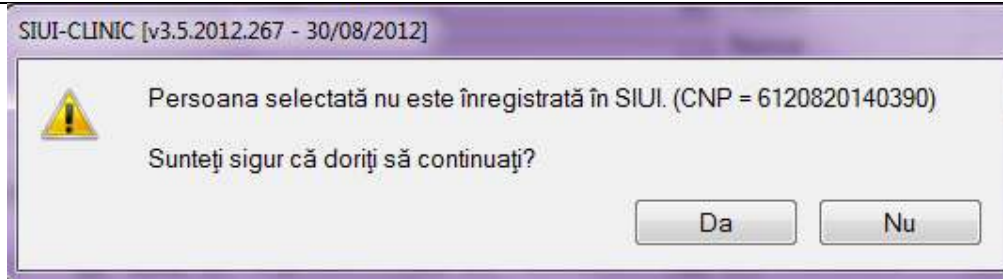 SIUI-CLINIC [v3.5.2012.267 - 30/08/2012]
Persoana selectată nu este înregistrată în SIUI. (CNP = 6120820140390)
Sunteţi sigur că doriţi să continuaţi?
Da
Nu